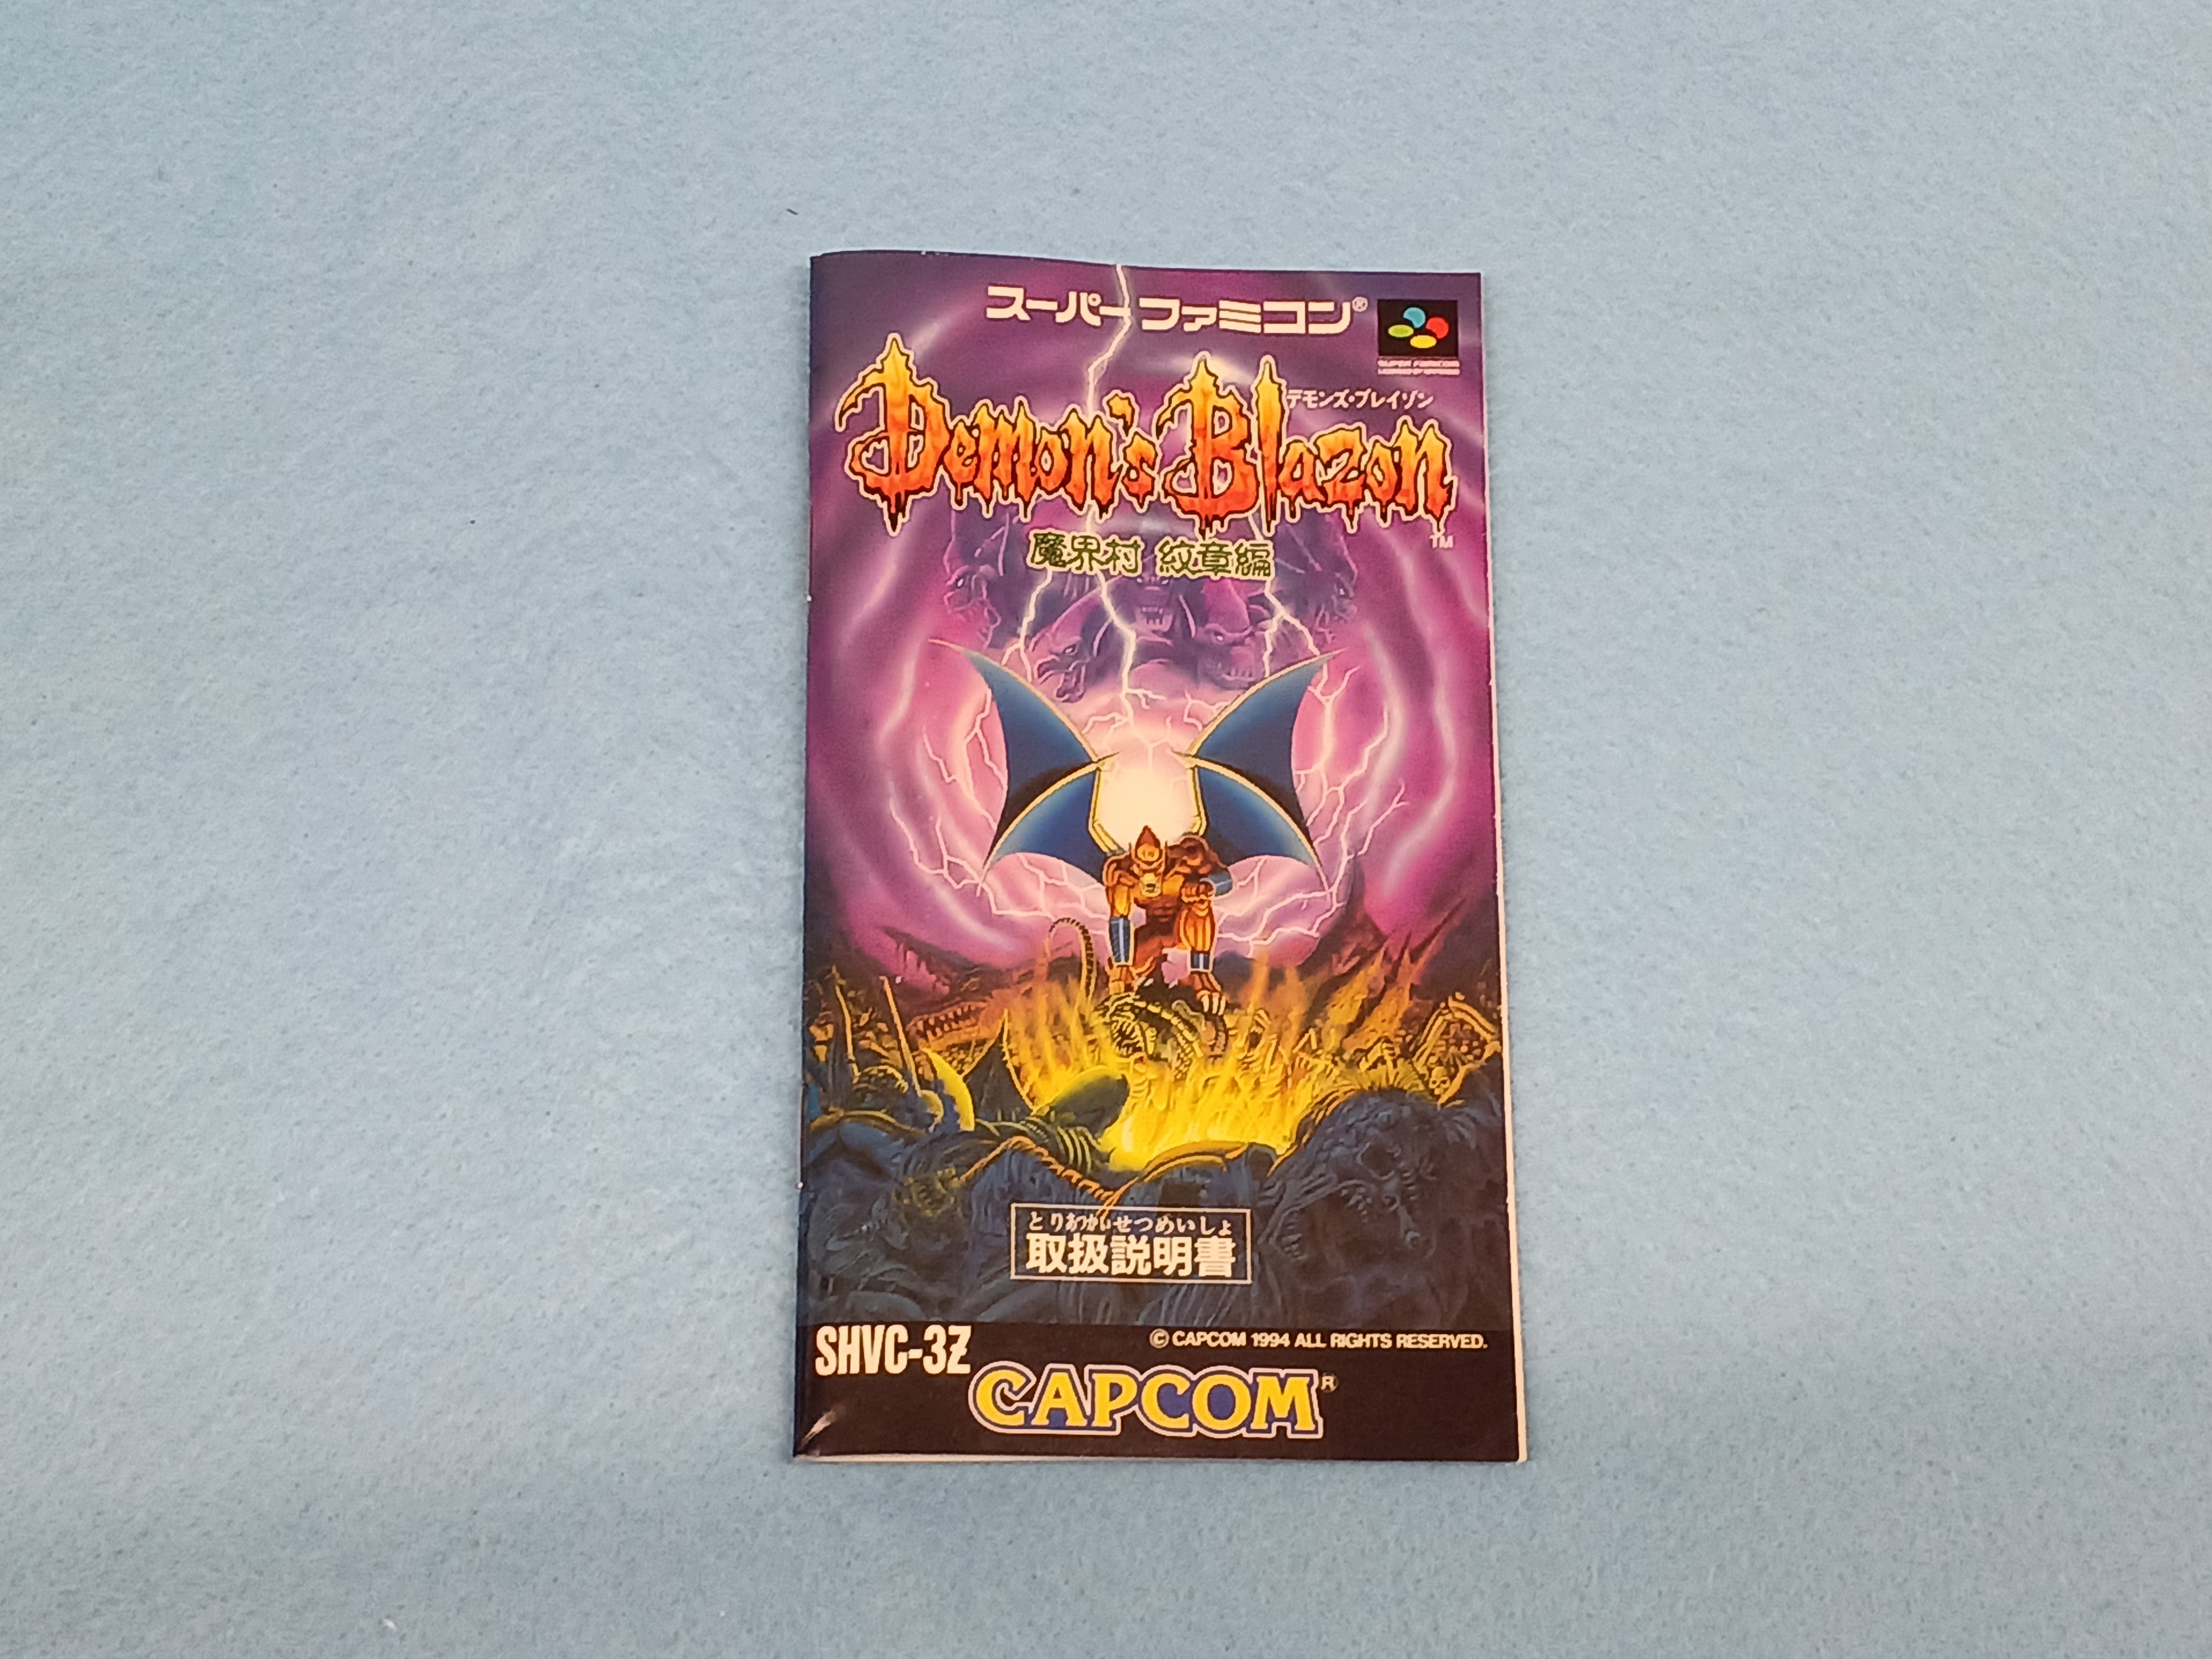 スーパーファミコン®
SUPER FAMICOM
デモンズ・ブレイゾン
Demon's Blazon
TM
魔界村 紋章編
とりあつかいせつめいしょ
取扱説明書
SHVC-3Z
© CAPCOM 1994 ALL RIGHTS RESERVED.
CAPCOM®